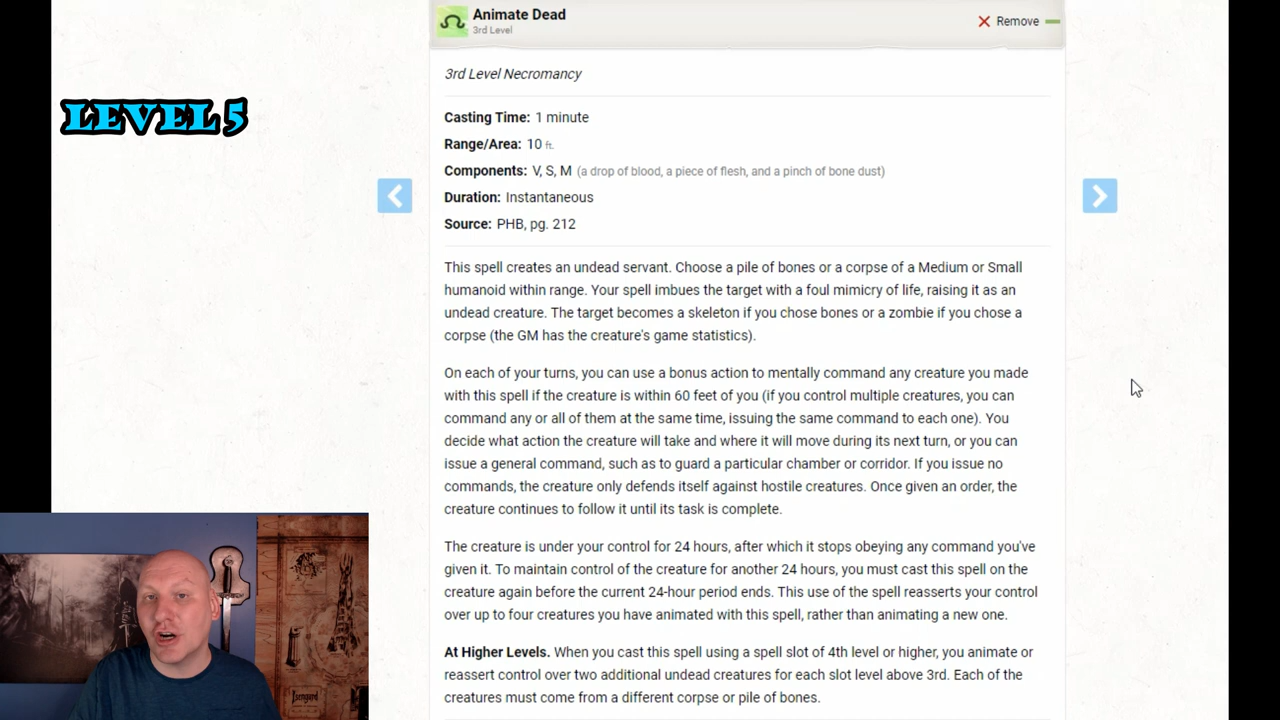 Animate Dead
3rd Level
Remove
LEVEL 5
3rd Level Necromancy
Casting Time: 1 minute
Range/Area: 10 ft.
Components: V, S, M (a drop of blood, a piece of flesh, and a pinch of bone dust)
Duration: Instantaneous
Source: PHB, pg. 212
This spell creates an undead servant. Choose a pile of bones or a corpse of a Medium or Small
humanoid within range. Your spell imbues the target with a foul mimicry of life, raising it as an
undead creature. The target becomes a skeleton if you chose bones or a zombie if you chose a
corpse (the GM has the creature's game statistics).
On each of your turns, you can use a bonus action to mentally command any creature you made
with this spell if the creature is within 60 feet of you (if you control multiple creatures, you can
command any or all of them at the same time, issuing the same command to each one). You
decide what action the creature will take and where it will move during its next turn, or you can
issue a general command, such as to guard a particular chamber or corridor. If you issue no
commands, the creature only defends itself against hostile creatures. Once given an order, the
creature continues to follow it until its task is complete.
The creature is under your control for 24 hours, after which it stops obeying any command you've
given it. To maintain control of the creature for another 24 hours, you must cast this spell on the
creature again before the current 24-hour period ends. This use of the spell reasserts your control
over up to four creatures you have animated with this spell, rather than animating a new one.
At Higher Levels. When you cast this spell using a spell slot of 4th level or higher, you animate or
reassert control over two additional undead creatures for each slot level above 3rd. Each of the
creatures must come from a different corpse or pile of bones.
Isengard